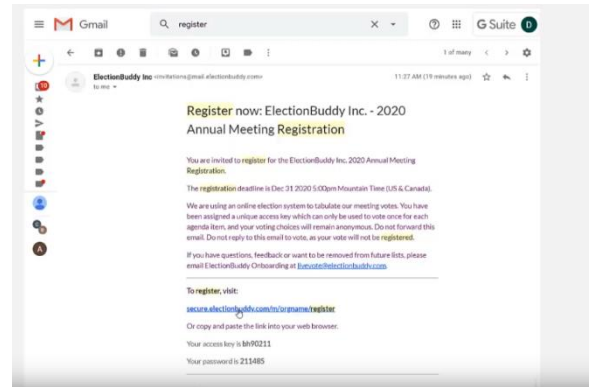 Gmail
register
G Suite
D
1 of many
10
ElectionBuddy Inc <invitations@mail.electionbuddy.com>
11:27 AM (19 minutes ago)
to me
Register now: ElectionBuddy Inc. - 2020
Annual Meeting Registration
You are invited to register for the ElectionBuddy Inc. 2020 Annual Meeting
Registration.
The registration deadline is Dec 31 2020 5:00pm Mountain Time (US & Canada).
We are using an online election system to tabulate our meeting votes. You have
been assigned a unique access key which can only be used to vote once for each
agenda item, and your voting choices will remain anonymous. Do not forward this
email. Do not reply to this email to vote, as your vote will not be registered.
If you have questions, feedback or want to be removed from future lists, please
email ElectionBuddy Onboarding at livevote@electionbuddy.com.
To register, visit:
secure.electionbuddy.com/m/orgname/register
Or copy and paste the link into your web browser.
Your access key is bh90211
Your password is 211485
A